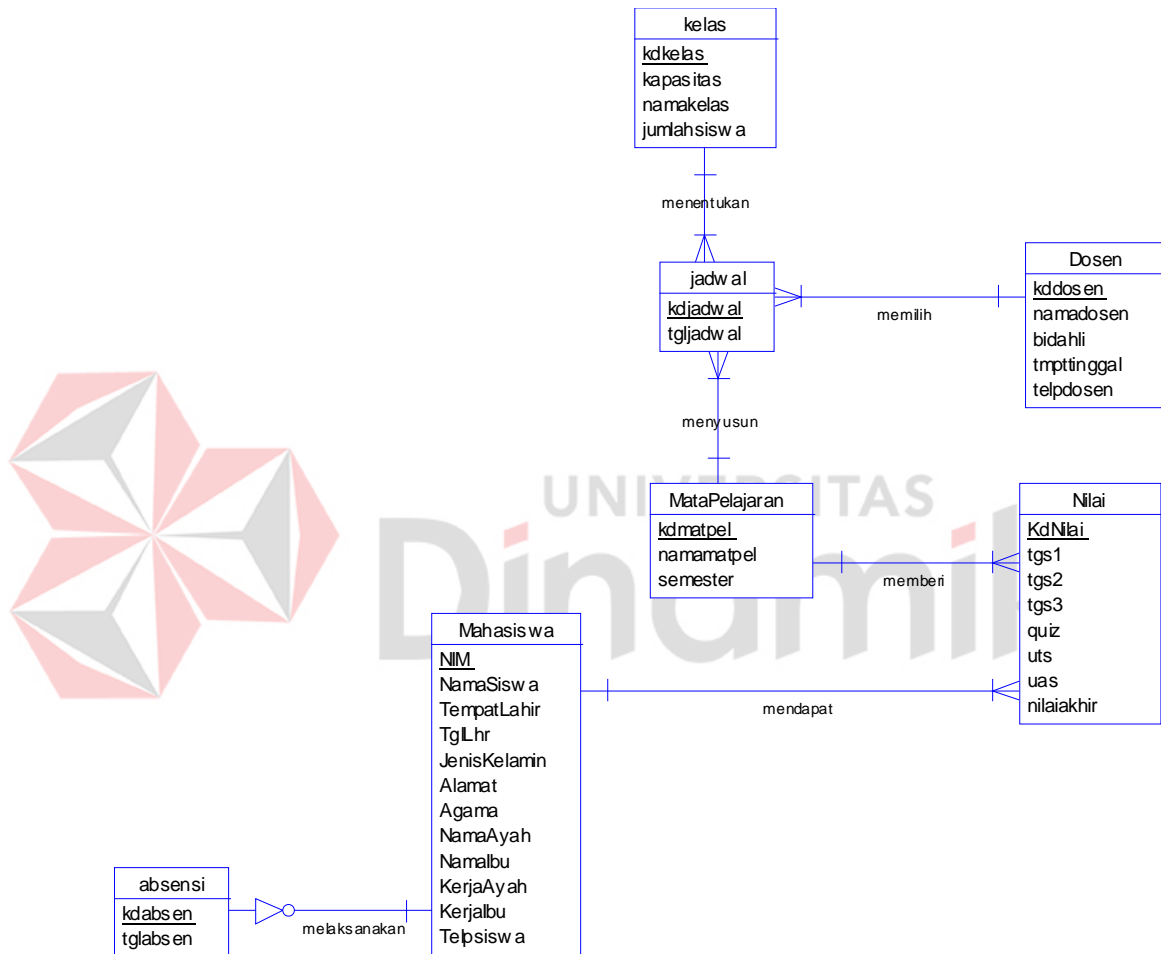 kelas
kdkelas
kapasitas
namakelas
jumlahsiswa
menentukan
jadwal
kdjadwal
tgljadwal
memilih
Dosen
kddosen
namadosen
bidahli
tmpttinggal
telpdosen
menyusun
UNIVERSITAS
Dinamik
MataPelajaran
kdmatpel
namamatpel
semester
memberi
Nilai
KdNilai
tgs1
tgs2
tgs3
quiz
uts
uas
nilaiakhir
mendapat
Mahasiswa
NIM
NamaSiswa
TempatLahir
TglLhr
JenisKelamin
Alamat
Agama
NamaAyah
NamaIbu
KerjaAyah
KerjaIbu
Telpsiswa
absensi
kdabsen
tglabsen
melaksanakan